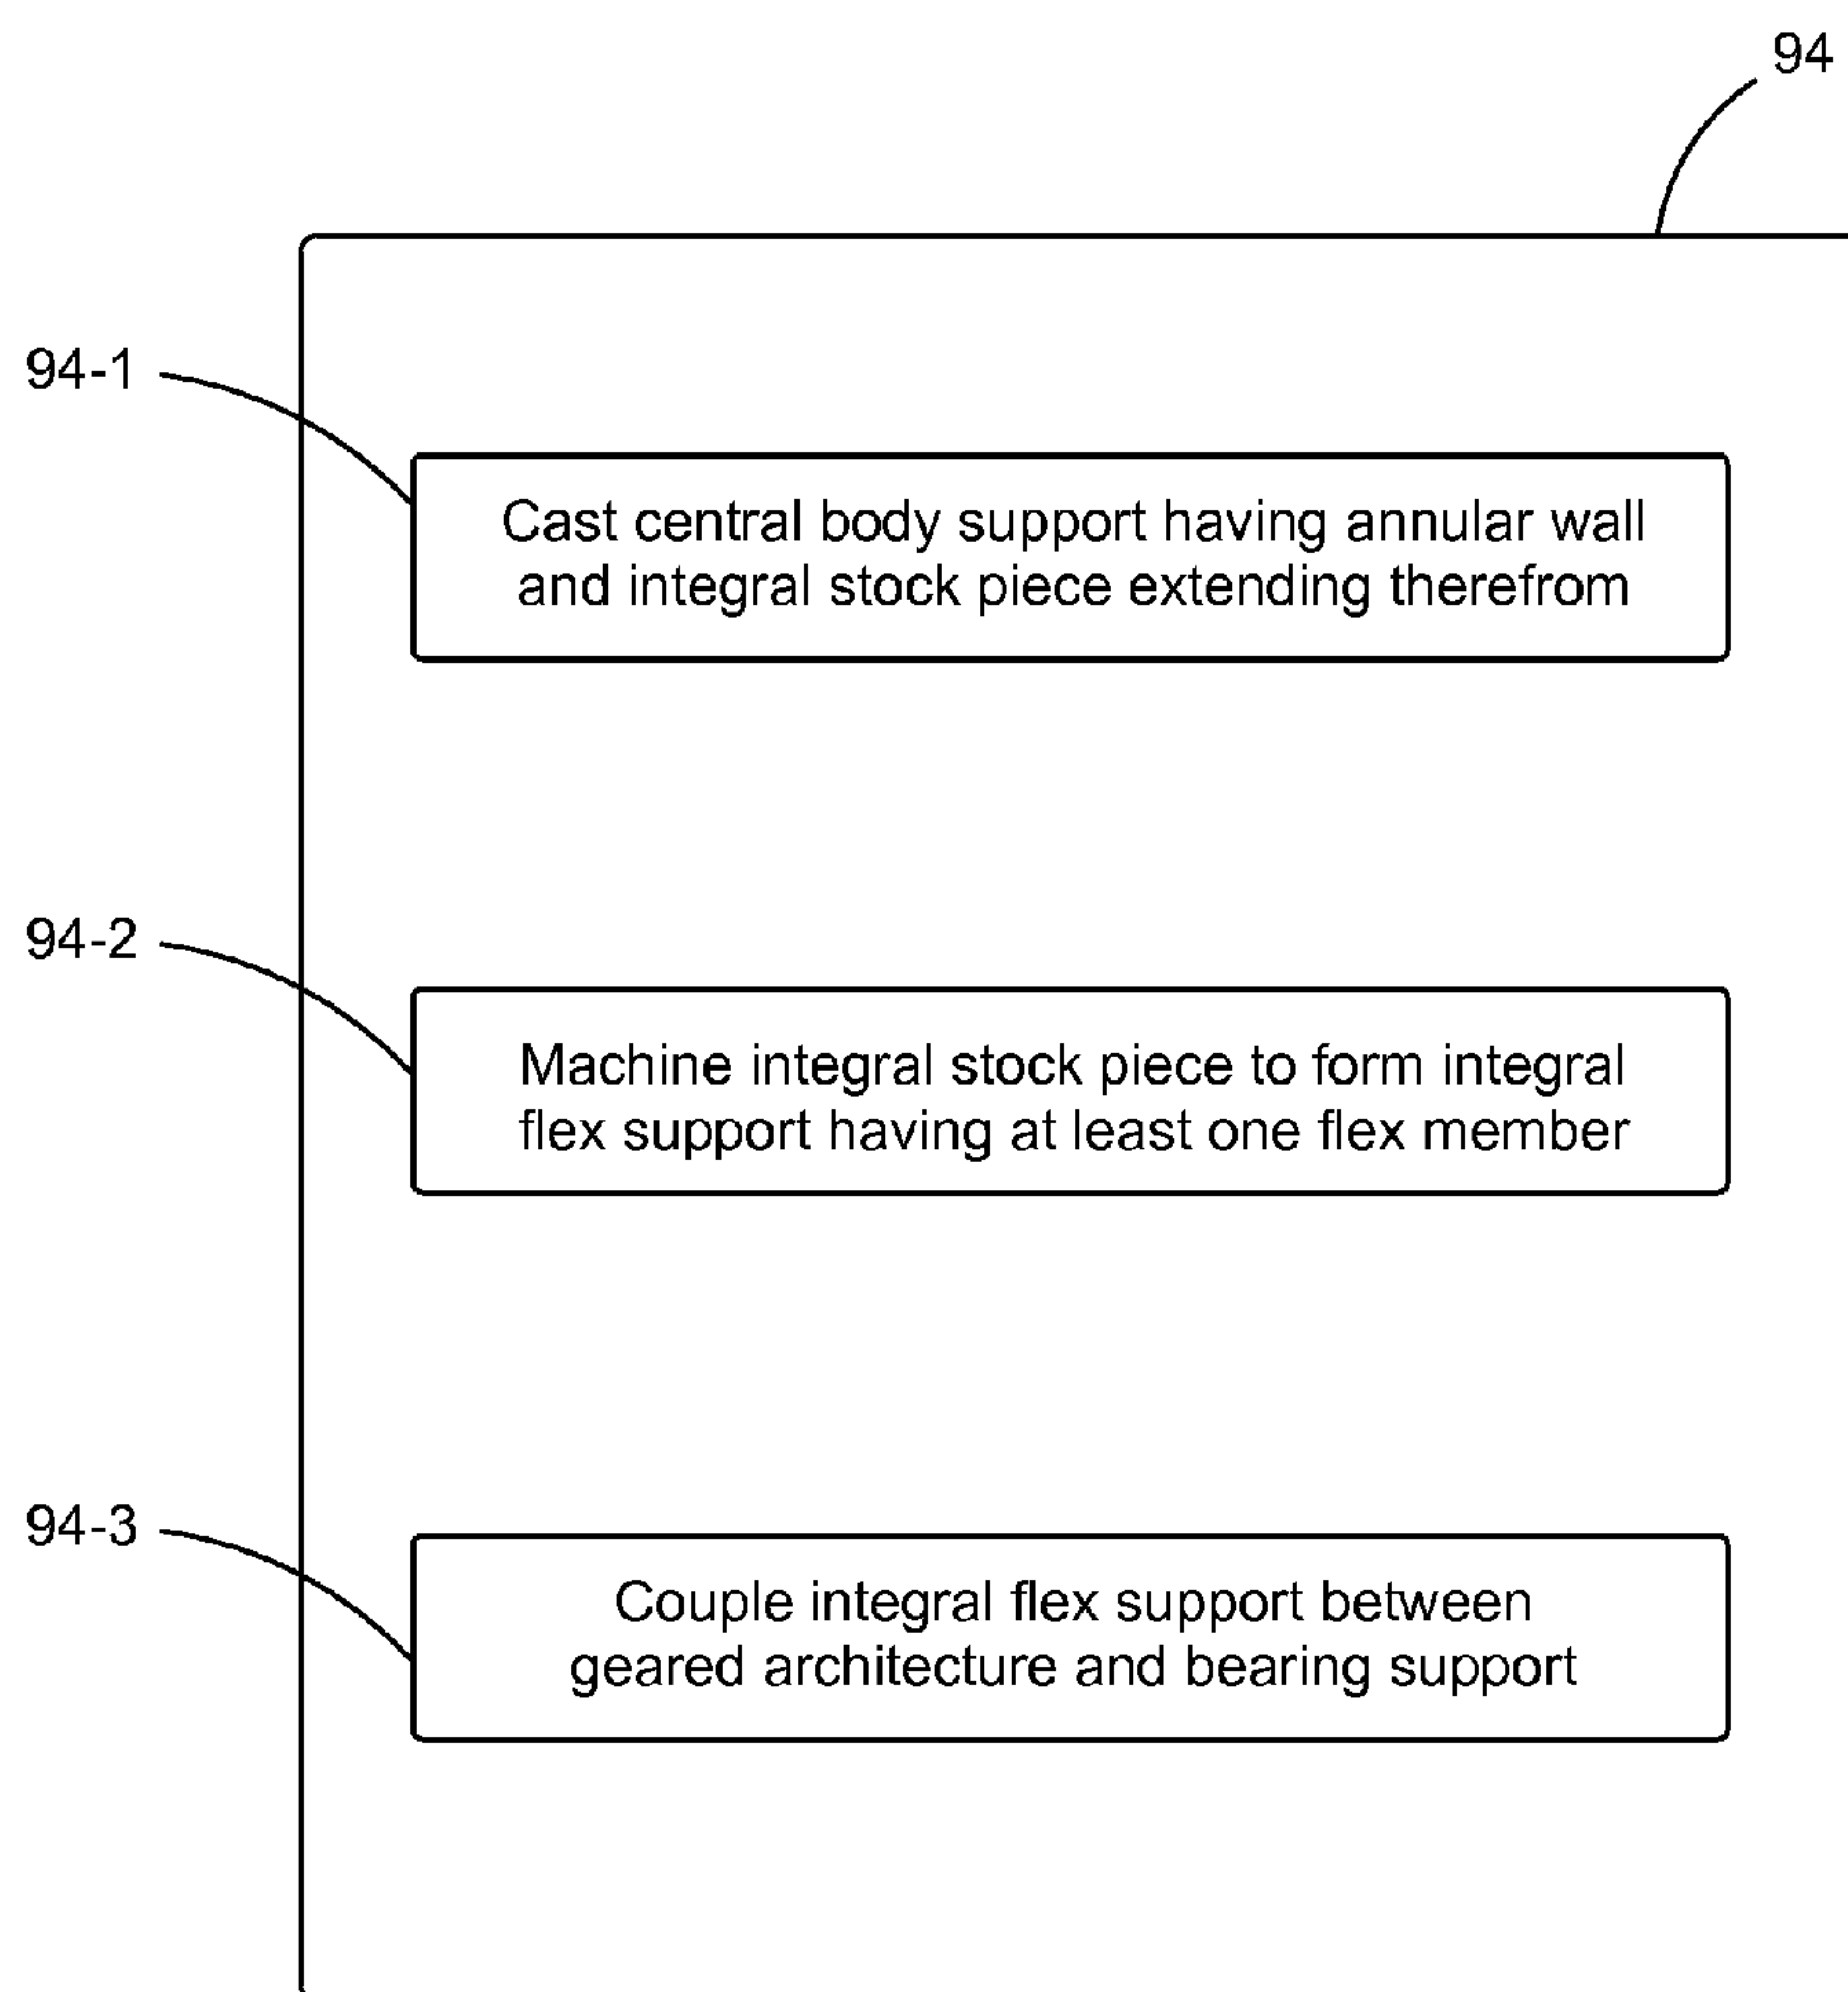 94
94-1
Cast central body support having annular wall
and integral stock piece extending therefrom
94-2
Machine integral stock piece to form integral
flex support having at least one flex member
94-3
Couple integral flex support between
geared architecture and bearing support